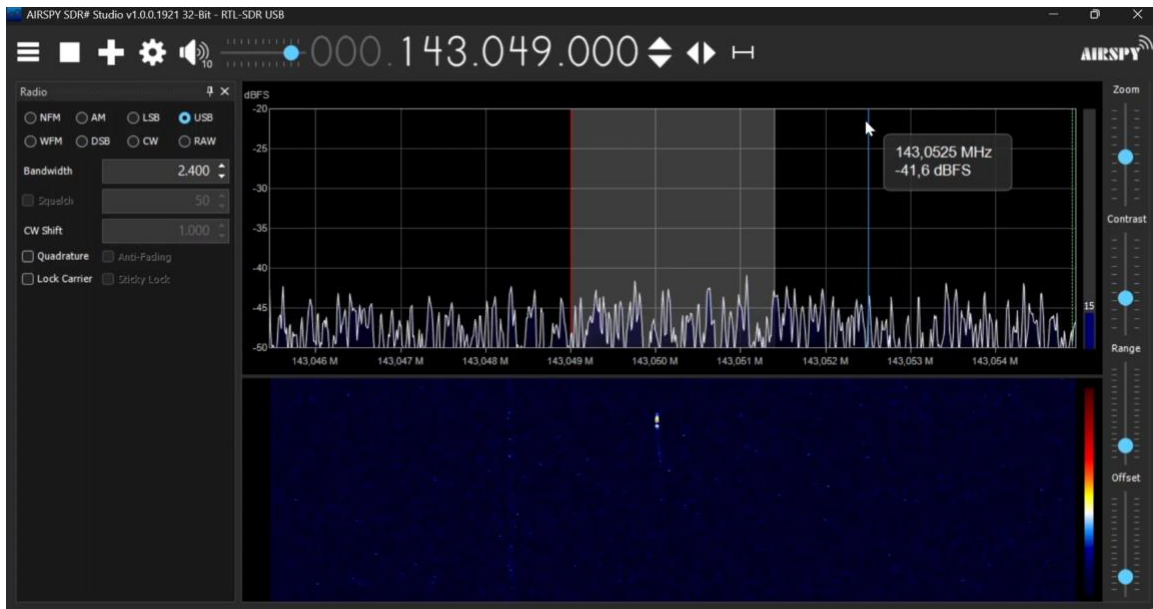 AIRSPY SDR# Studio v1.0.0.1921 32-Bit - RTL-SDR USB
10
000.143.049.000
AIRSPY
Radio
NFM AM LSB USB
WFM DSB CW RAW
Bandwidth 2.400
Squelch 50
CW Shift 1.000
Quadrature Anti-Fading
Lock Carrier Sticky Lock
dBFS
-20
-25
-30
-35
-40
-45
-50
143,0525 MHz
-41,6 dBFS
15
143,046 M 143,047 M 143,048 M 143,049 M 143,050 M 143,051 M 143,052 M 143,053 M 143,054 M
Zoom
Contrast
Range
Offset